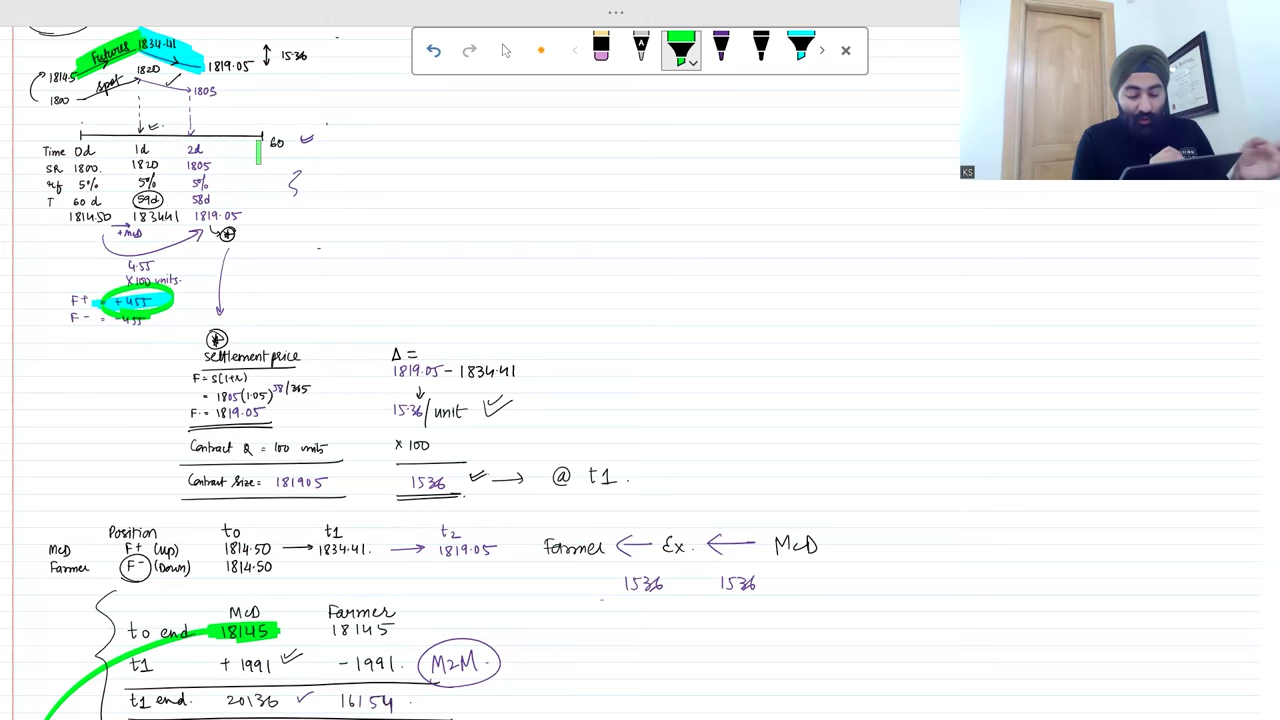 Futures 1834.41
1819.05 ↕ 15.36
1814.5
1820
spot
1800
1805
60
Time 0d 1d 2d
SR 1800. 1820 1805
rf 5% 5% 5%
T 60 d 59d 58d
1814.50 1834.41 1819.05
+McD
4.55
X100 units.
F+ = +455
F- = -455
settlement price
F = S(1+r)
= 1805(1.05)^58/365
F = 1819.05
Contract Q = 100 units
Contract Size = 181905
Δ =
1819.05 - 1834.41
15.36/unit
x 100
1536 → @ t1.
Position t0 t1 t2
McD F+ (up) 1814.50 → 1834.41. → 1819.05
Farmer F- (Down) 1814.50
Farmer ← Ex. ← McD
1536 1536
McD Farmer
t0 end 18145 18145
t1 +1991 -1991. M2M.
t1 end. 20136 16154.
KS